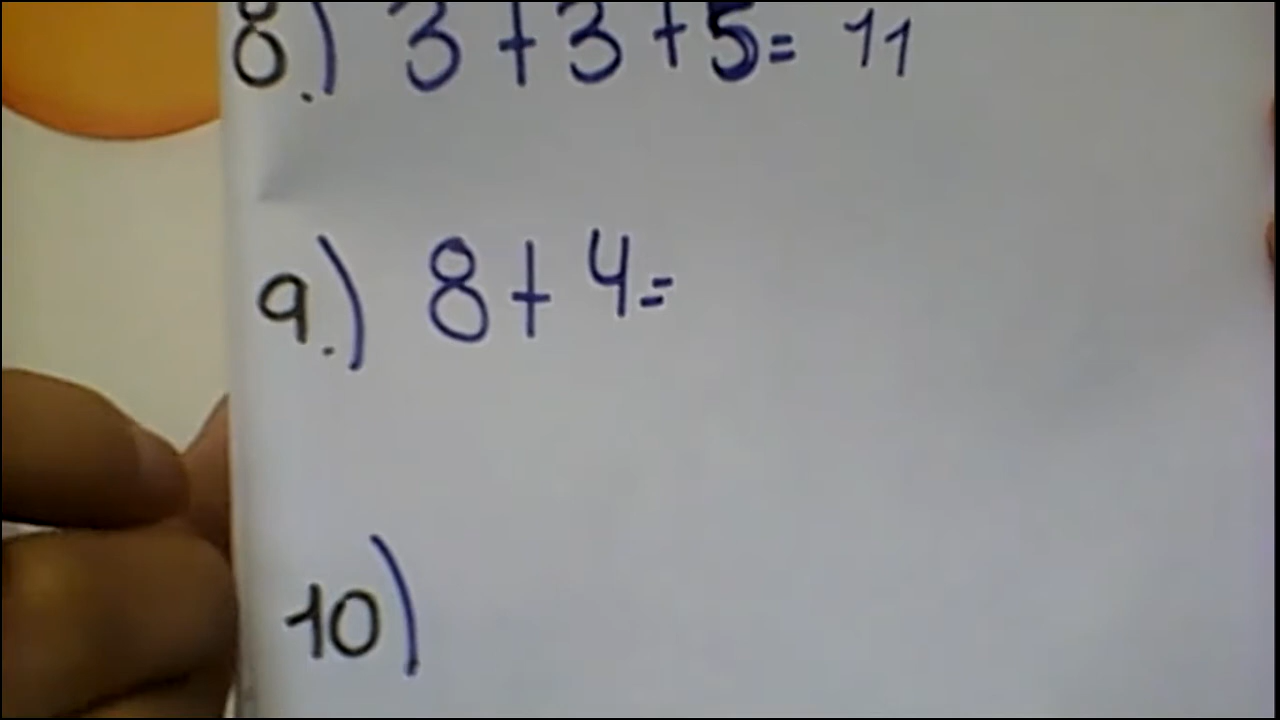 8.) 3+3+5= 11
9.) 8+4=
10)